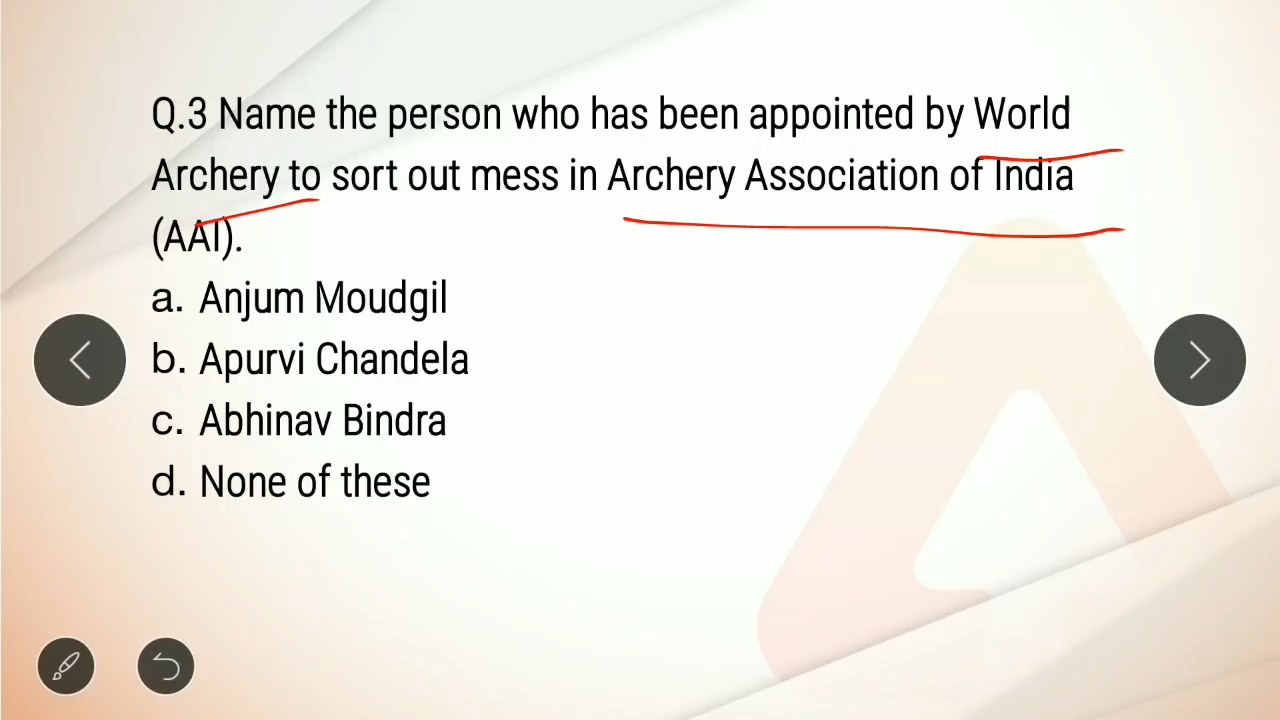 Q.3 Name the person who has been appointed by World
Archery to sort out mess in Archery Association of India
(AAI).
a. Anjum Moudgil
b. Apurvi Chandela
c. Abhinav Bindra
d. None of these